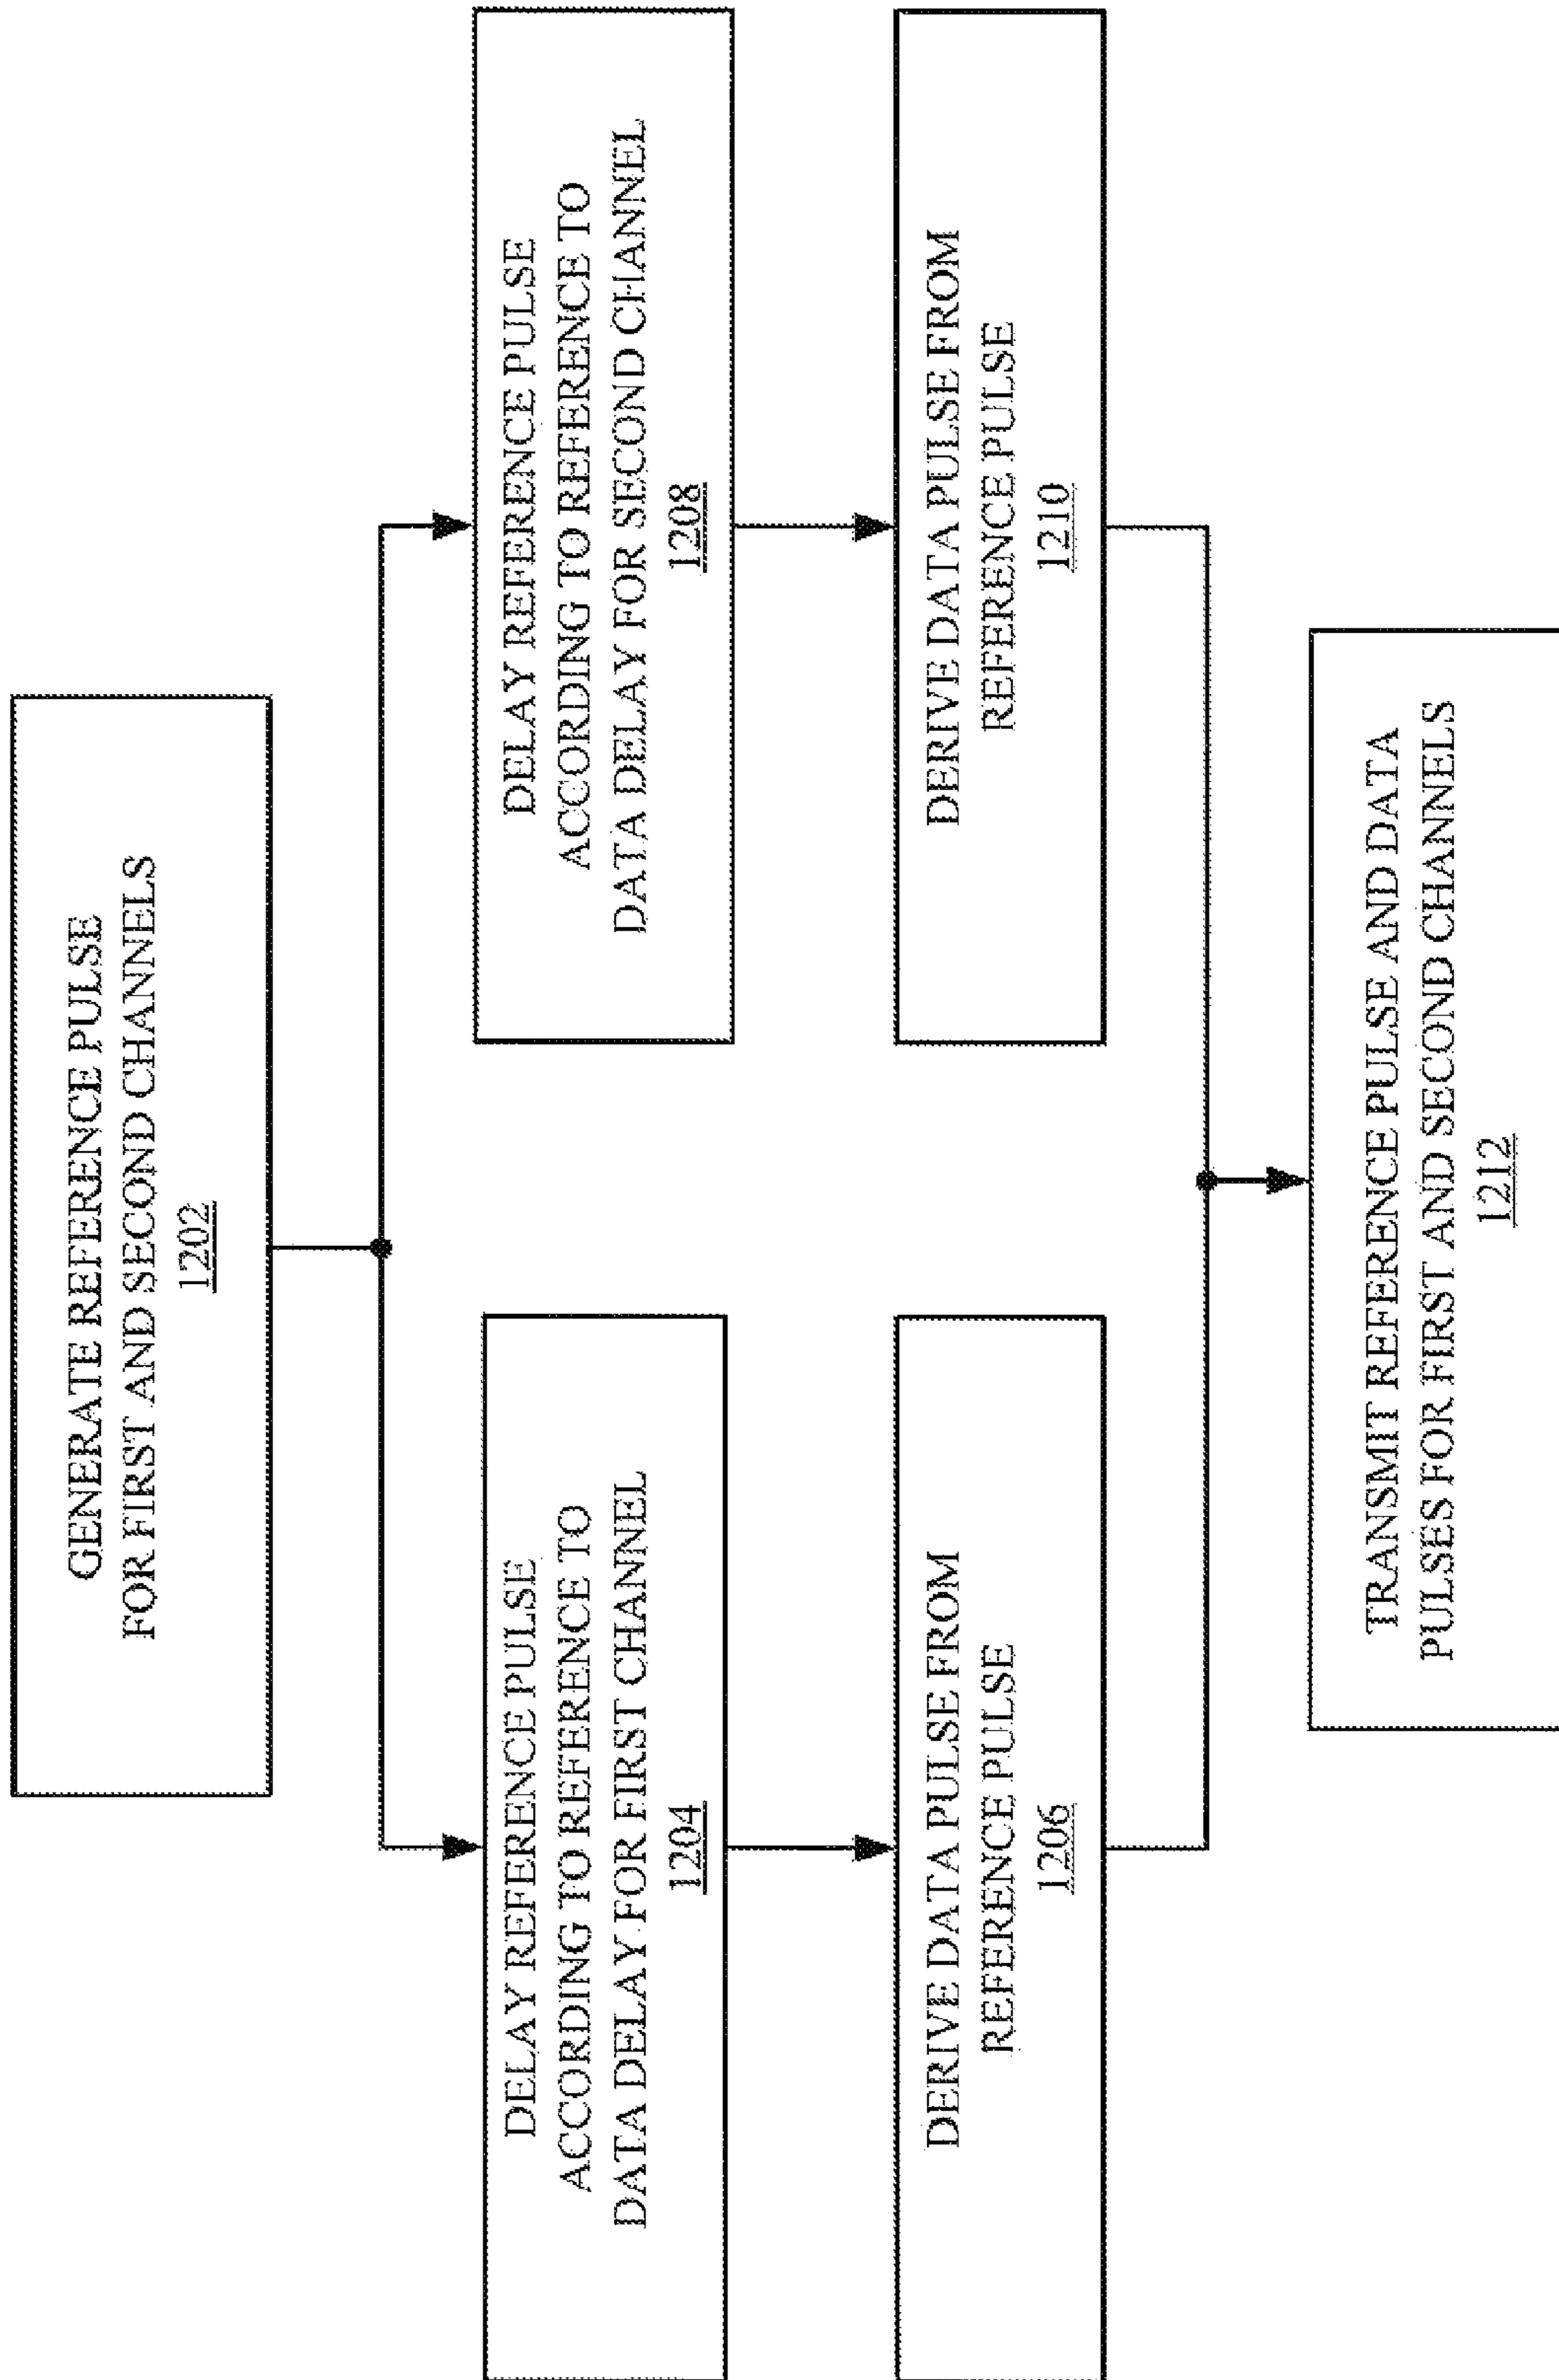 GENERATE REFERENCE PULSE
FOR FIRST AND SECOND CHANNELS
1202
DELAY REFERENCE PULSE
ACCORDING TO REFERENCE TO
DATA DELAY FOR FIRST CHANNEL
1204
DERIVE DATA PULSE FROM
REFERENCE PULSE
1206
DELAY REFERENCE PULSE
ACCORDING TO REFERENCE TO
DATA DELAY FOR SECOND CHANNEL
1208
DERIVE DATA PULSE FROM
REFERENCE PULSE
1210
TRANSMIT REFERENCE PULSE AND DATA
PULSES FOR FIRST AND SECOND CHANNELS
1212